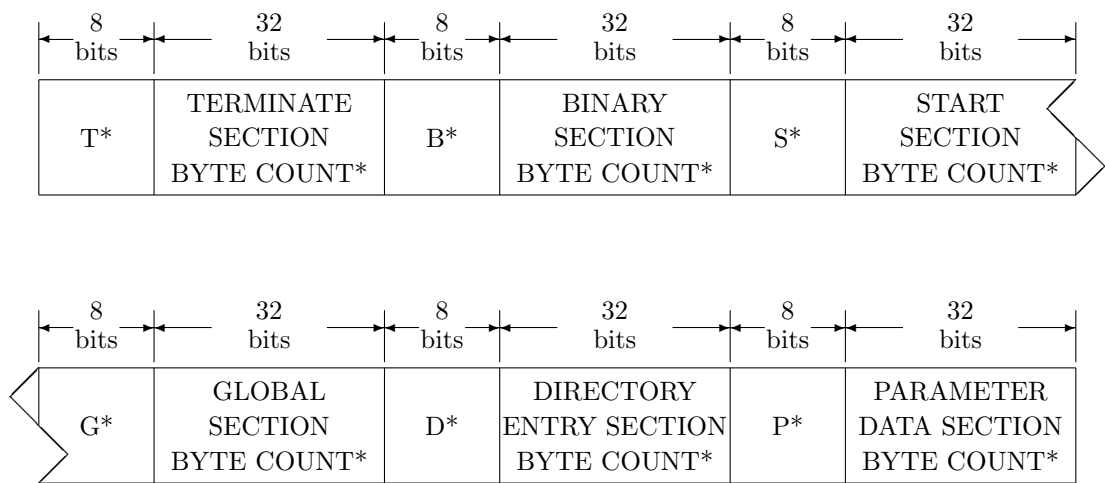 8 32 8 32 8 32
bits bits bits bits bits bits
TERMINATE BINARY START
T* SECTION B* SECTION S* SECTION
BYTE COUNT* BYTE COUNT* BYTE COUNT*
8 32 8 32 8 32
bits bits bits bits bits bits
GLOBAL DIRECTORY PARAMETER
G* SECTION D* ENTRY SECTION P* DATA SECTION
BYTE COUNT* BYTE COUNT* BYTE COUNT*